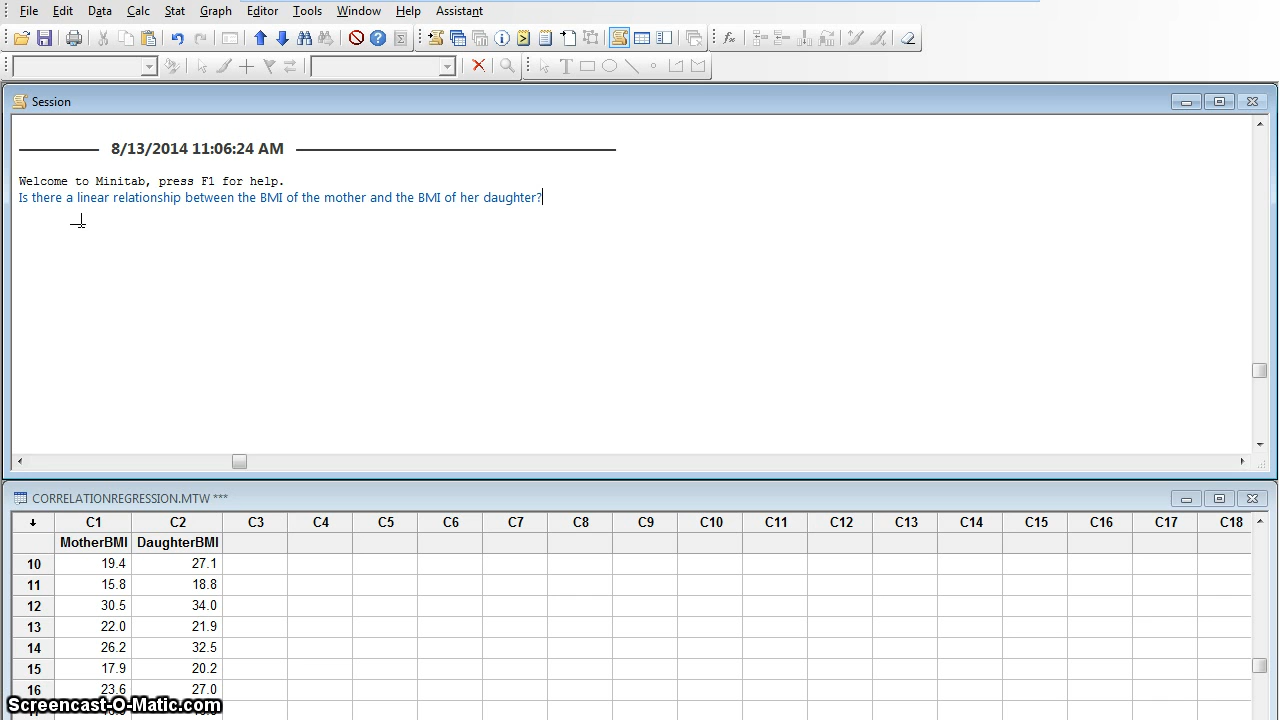 File Edit Data Calc Stat Graph Editor Tools Window Help Assistant
Session
8/13/2014 11:06:24 AM
Welcome to Minitab, press F1 for help.
Is there a linear relationship between the BMI of the mother and the BMI of her daughter?
CORRELATIONREGRESSION.MTW ***
C1 C2 C3 C4 C5 C6 C7 C8 C9 C10 C11 C12 C13 C14 C15 C16 C17 C18
MotherBMI DaughterBMI
10 19.4 27.1
11 15.8 18.8
12 30.5 34.0
13 22.0 21.9
14 26.2 32.5
15 17.9 20.2
16 23.6 27.0
Screencast-O-Matic.com